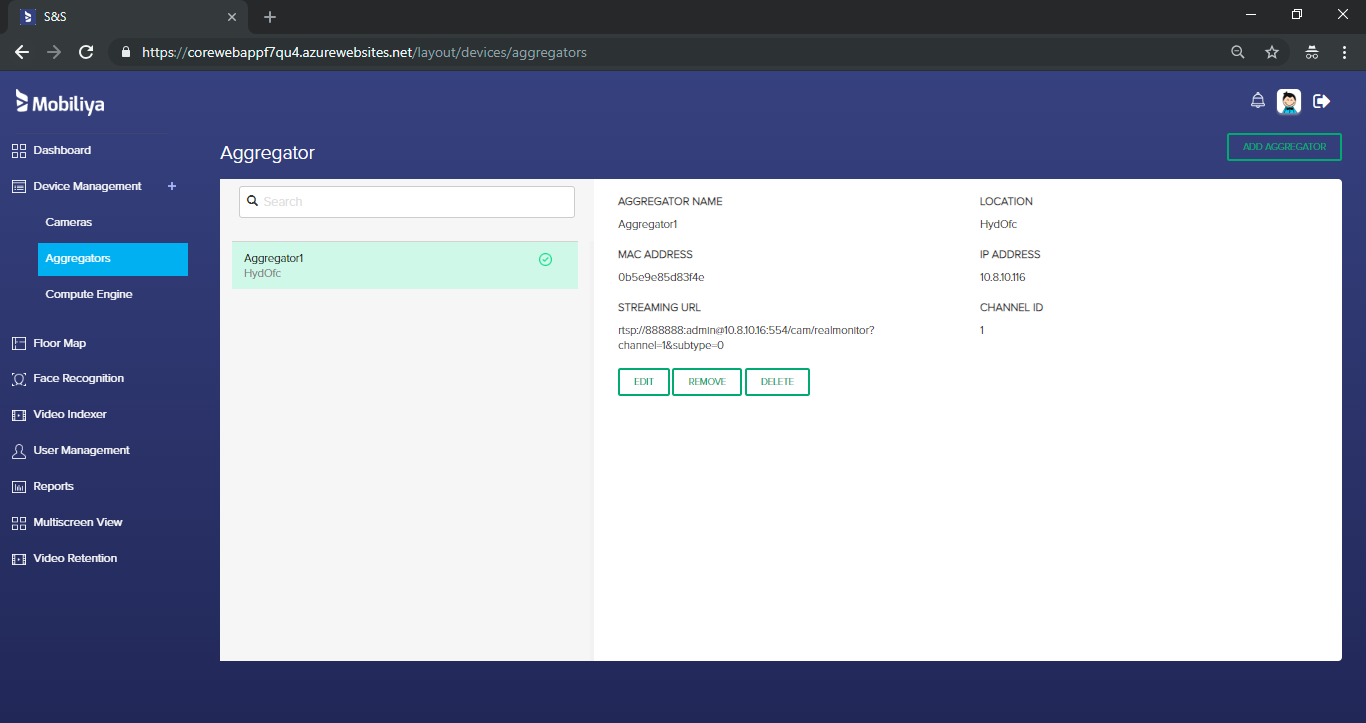 S&S
https://corewebappf7qu4.azurewebsites.net/layout/devices/aggregators
Mobiliya
Dashboard
Device Management +
Cameras
Aggregators
Compute Engine
Floor Map
Face Recognition
Video Indexer
User Management
Reports
Multiscreen View
Video Retention
Aggregator
ADD AGGREGATOR
Search
Aggregator1
HydOfc
AGGREGATOR NAME
Aggregator1
LOCATION
HydOfc
MAC ADDRESS
0b5e9e85d83f4e
IP ADDRESS
10.8.10.116
STREAMING URL
rtsp://888888:admin@10.8.10.16:554/cam/realmonitor?
channel=1&subtype=0
CHANNEL ID
1
EDIT
REMOVE
DELETE